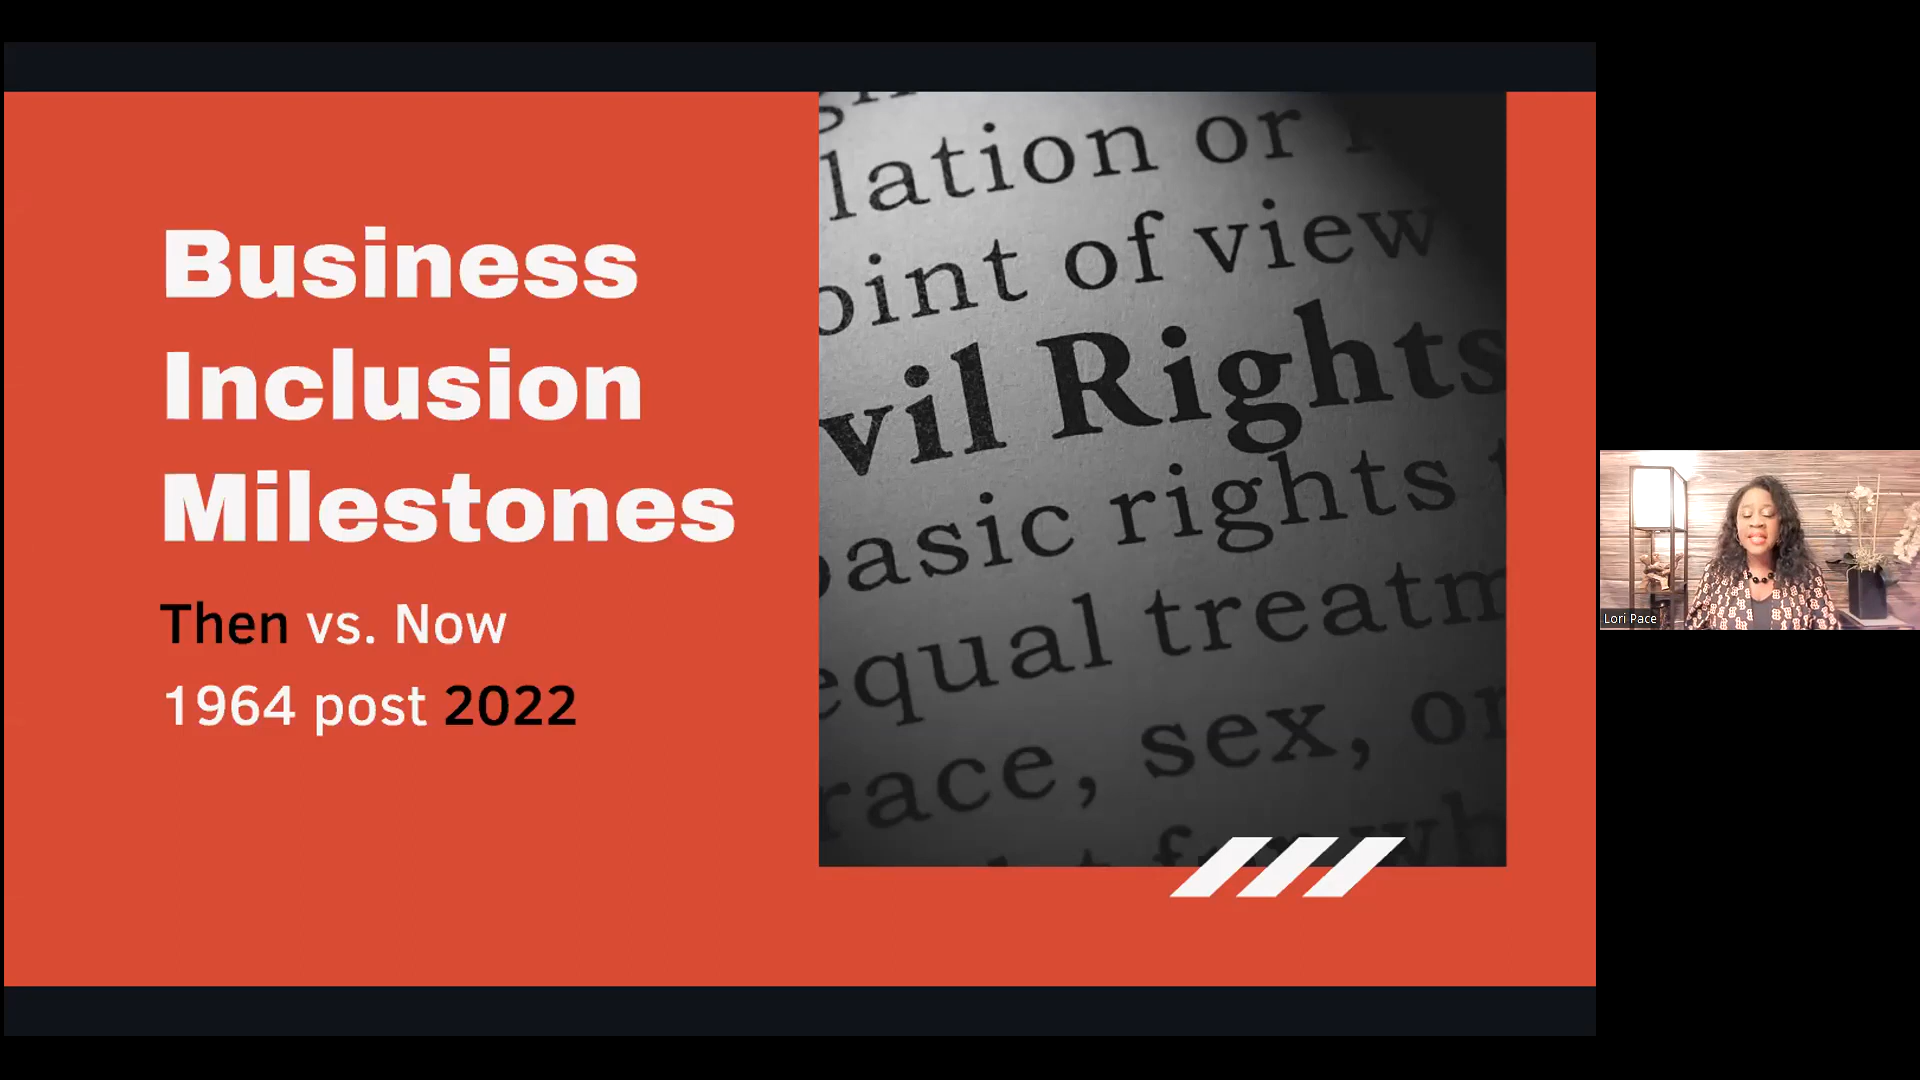 Business
Inclusion
Milestones
Then vs. Now
1964 post 2022
lation or
oint of view
vil Rights
basic rights
equal treatm
race, sex, or
Lori Pace